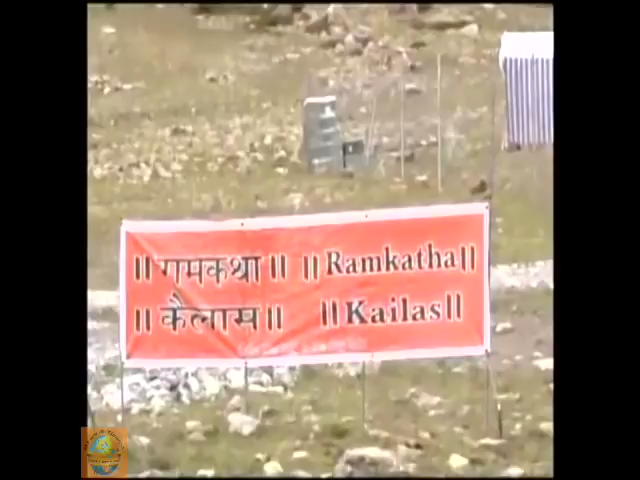 ॥ रामकथा ॥ ॥ Ramkatha ॥
॥ कैलास ॥ ॥ Kailas ॥